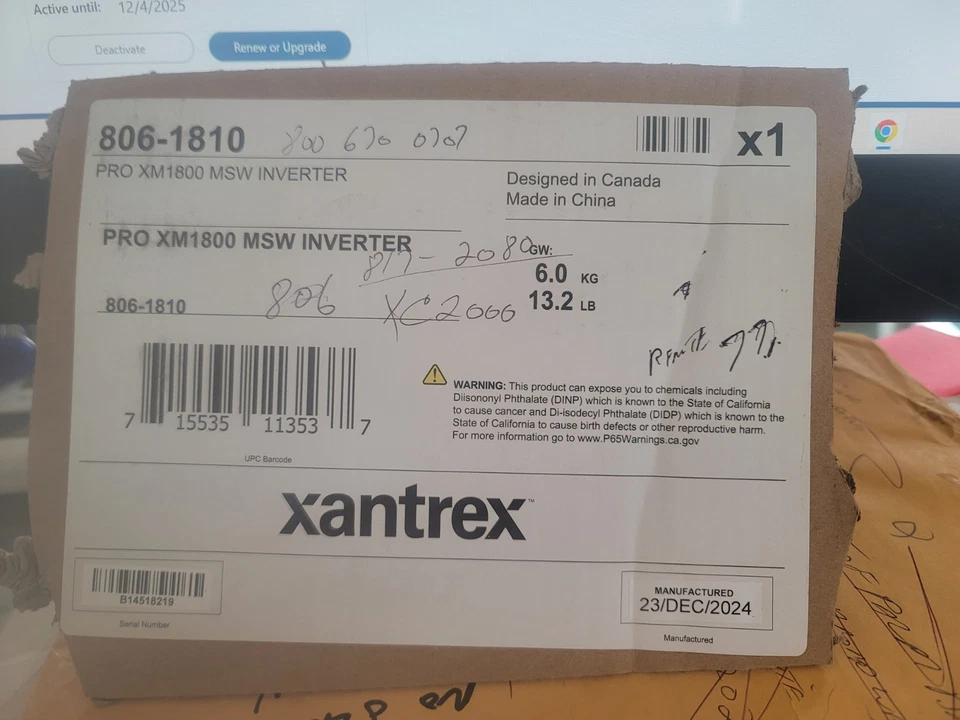 Active until: 12/4/2025
Deactivate
Renew or Upgrade
806-1810
800 670 0707
x1
PRO XM1800 MSW INVERTER
Designed in Canada
Made in China
PRO XM1800 MSW INVERTER
817-2080
GW:
6.0 KG
13.2 LB
806-1810
806
XC2000
WARNING: This product can expose you to chemicals including
Diisononyl Phthalate (DINP) which is known to the State of California
to cause cancer and Di-isodecyl Phthalate (DIDP) which is known to the
State of California to cause birth defects or other reproductive harm.
For more information go to www.P65Warnings.ca.gov
7 15535 11353 7
UPC Barcode
xantrex™
B14518219
Serial Number
MANUFACTURED
23/DEC/2024
Manufactured